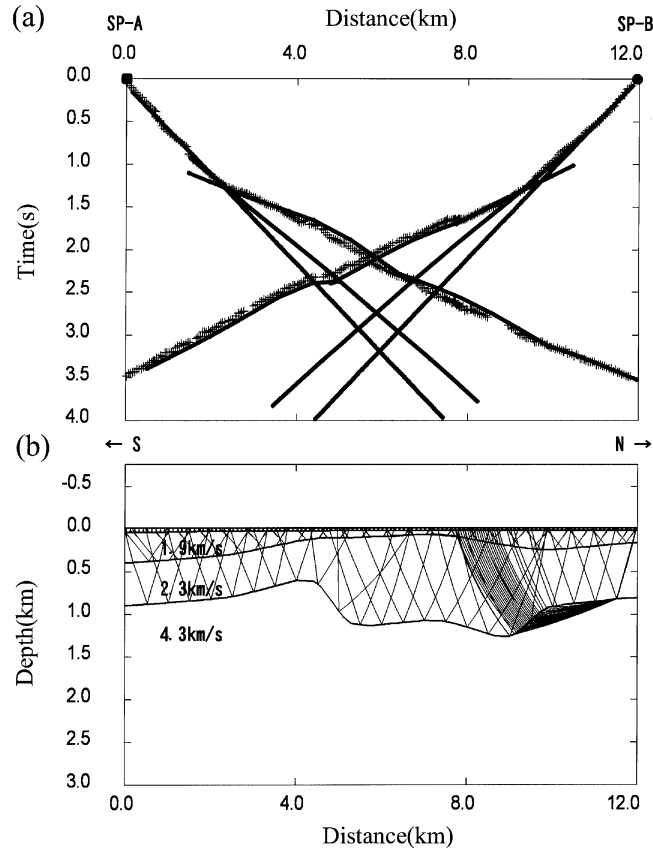 (a)
Distance(km)
SP-A SP-B
0.0 4.0 8.0 12.0
0.0
0.5
1.0
1.5
2.0
2.5
3.0
3.5
4.0
Time(s)
(b)
← S N →
-0.5
0.0
0.5
1.0
1.5
2.0
2.5
3.0
Depth(km)
1.9km/s
2.3km/s
4.3km/s
0.0 4.0 8.0 12.0
Distance(km)